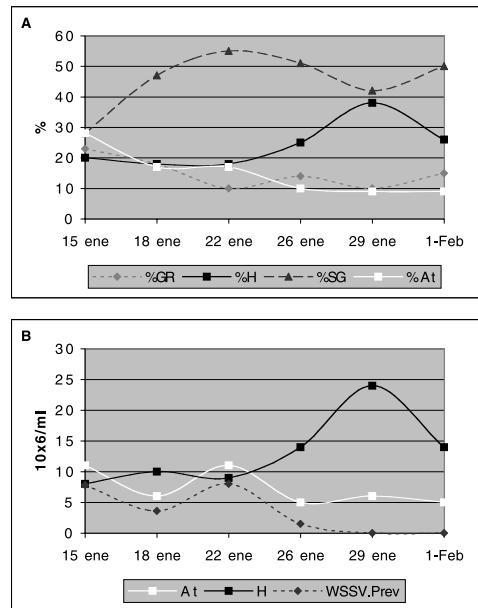 A
60
50
40
30
20
10
0
%
15 ene 18 ene 22 ene 26 ene 29 ene 1-Feb
%GR %H %SG %At
B
30
25
20
15
10
5
0
10x6/ml
15 ene 18 ene 22 ene 26 ene 29 ene 1-Feb
At H WSSV.Prev